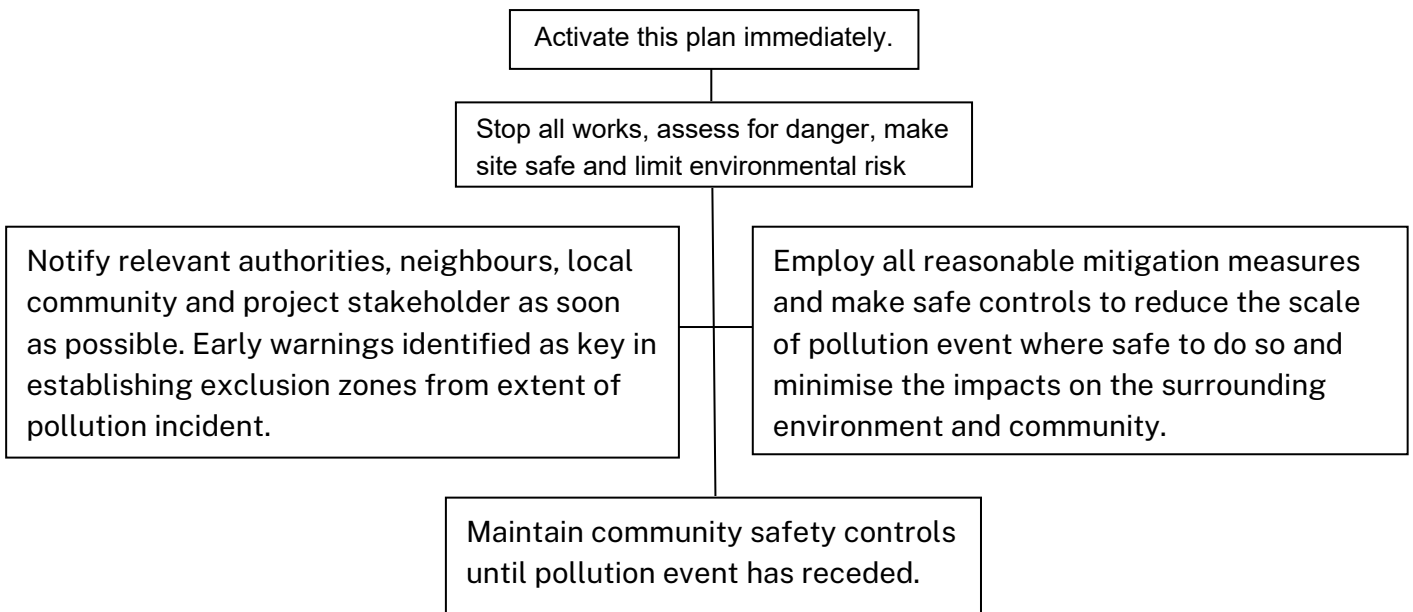 Activate this plan immediately.
Stop all works, assess for danger, make
site safe and limit environmental risk
Notify relevant authorities, neighbours, local
community and project stakeholder as soon
as possible. Early warnings identified as key in
establishing exclusion zones from extent of
pollution incident.
Employ all reasonable mitigation measures
and make safe controls to reduce the scale
of pollution event where safe to do so and
minimise the impacts on the surrounding
environment and community.
Maintain community safety controls
until pollution event has receded.